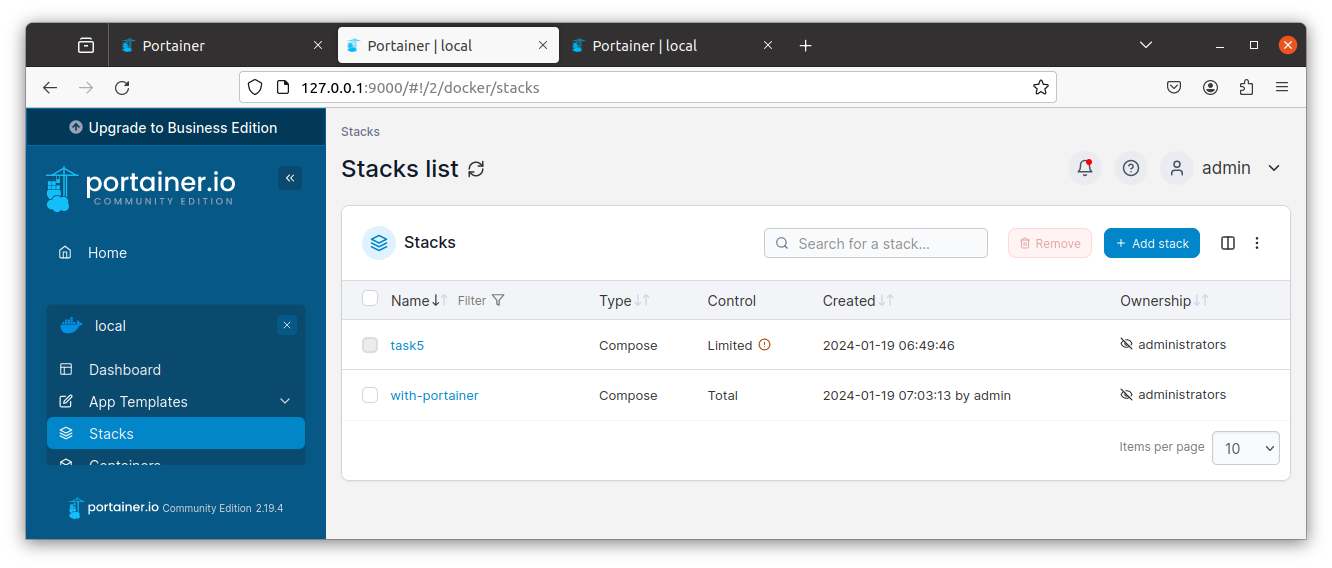 Portainer
Portainer | local
Portainer | local
127.0.0.1:9000/#!/2/docker/stacks
Upgrade to Business Edition
portainer.io
COMMUNITY EDITION
Home
local
Dashboard
App Templates
Stacks
Containers
portainer.io Community Edition 2.19.4
Stacks
Stacks list
admin
Stacks
Search for a stack...
Remove
Add stack
Name Filter Type Control Created Ownership
task5 Compose Limited 2024-01-19 06:49:46 administrators
with-portainer Compose Total 2024-01-19 07:03:13 by admin administrators
Items per page 10